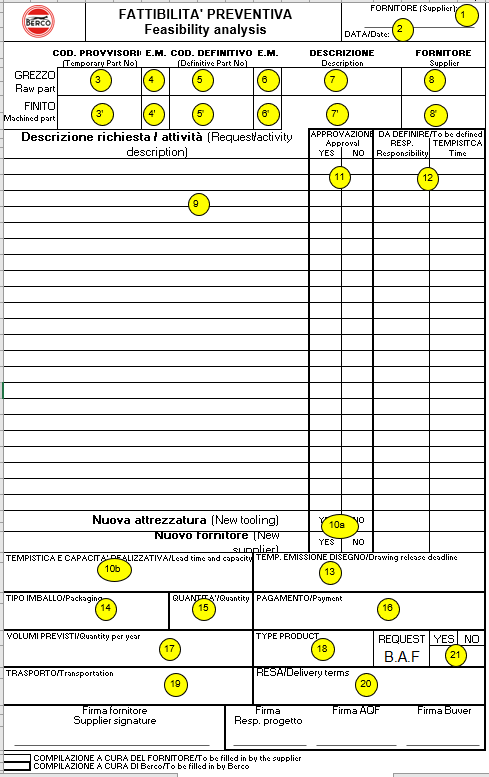 BERCO
FATTIBILITA' PREVENTIVA
Feasibility analysis
FORNITORE (Supplier):
1
DATA/Date:
2
COD. PROVVISORI E.M. COD. DEFINITIVO E.M. DESCRIZIONE FORNITORE
(Temporary Part No) (Definitive Part No) Description Supplier
GREZZO
Raw part
3 4 5 6 7 8
FINITO
Machined part
3' 4' 5' 6' 7' 8'
Descrizione richiesta / attività (Request/activity
description)
APPROVAZIONE
Approval
YES NO
DA DEFINIRE/To be defined
RESP. TEMPISITCA
Responsibility Time
11 12
9
Nuova attrezzatura (New tooling)
10a NO
Nuovo fornitore (New
supplier)
YES NO
TEMPISTICA E CAPACITA' REALIZZATIVA/Lead time and capacity
10b
TEMP. EMISSIONE DISEGNO/Drawing release deadline
13
TIPO IMBALLO/Packaging
14
QUANTITA'/Quantity
15
PAGAMENTO/Payment
16
VOLUMI PREVISTI/Quantity per year
17
TYPE PRODUCT
18
REQUEST
B.A.F
YES NO
21
TRASPORTO/Transportation
19
RESA/Delivery terms
20
Firma fornitore
Supplier signature
Firma
Resp. progetto
Firma AQF
Firma Buyer
COMPILAZIONE A CURA DEL FORNITORE/To be filled in by the supplier
COMPILAZIONE A CURA DI Berco/To be filled in by Berco